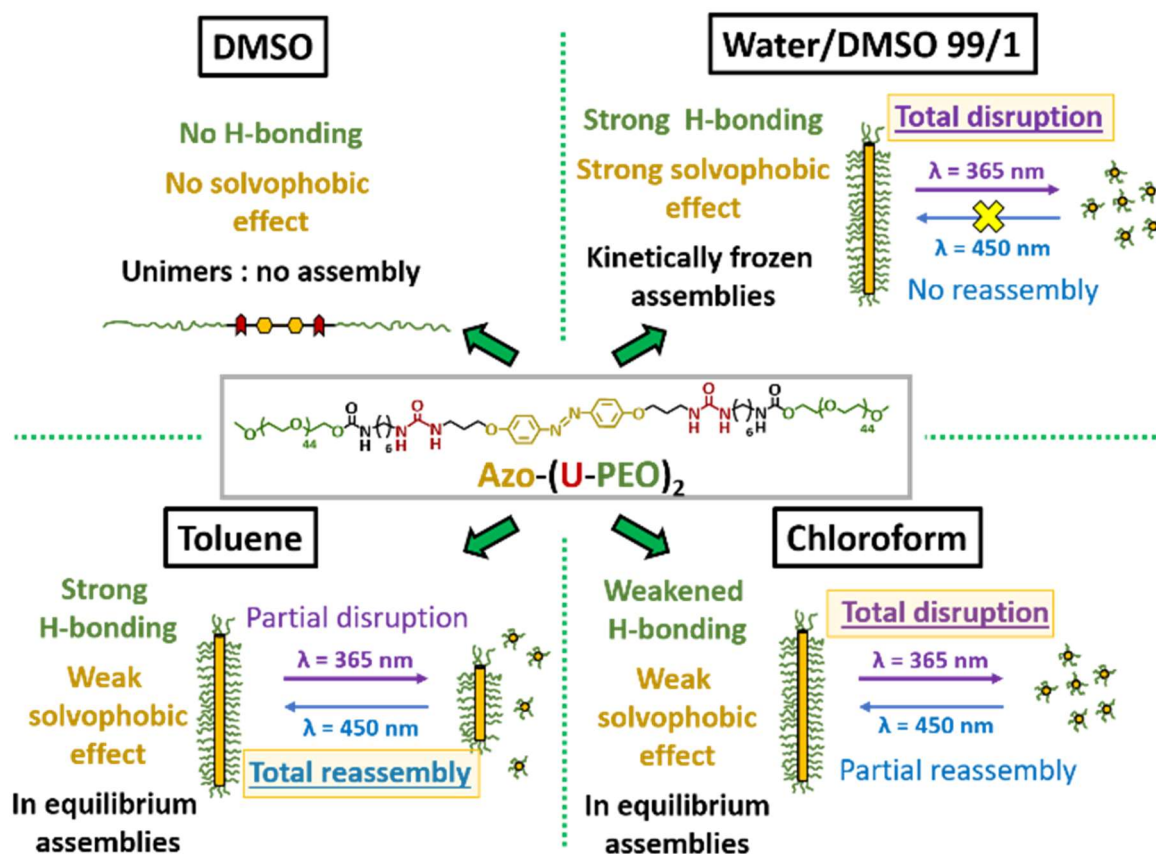 DMSO
No H-bonding
No solvophobic
effect
Unimers : no assembly
Water/DMSO 99/1
Strong H-bonding
Strong solvophobic
effect
Kinetically frozen
assemblies
Total disruption
λ = 365 nm
λ = 450 nm
No reassembly
O
O
44
O
O
N
H
6
H
N
O
N
H
O
N
N
O
H
N
O
N
H
6
H
N
O
O
O
44
O
Azo-(U-PEO)2
Toluene
Strong
H-bonding
Weak
solvophobic
effect
In equilibrium
assemblies
Partial disruption
λ = 365 nm
λ = 450 nm
Total reassembly
Chloroform
Weakened
H-bonding
Weak
solvophobic
effect
In equilibrium
assemblies
Total disruption
λ = 365 nm
λ = 450 nm
Partial reassembly